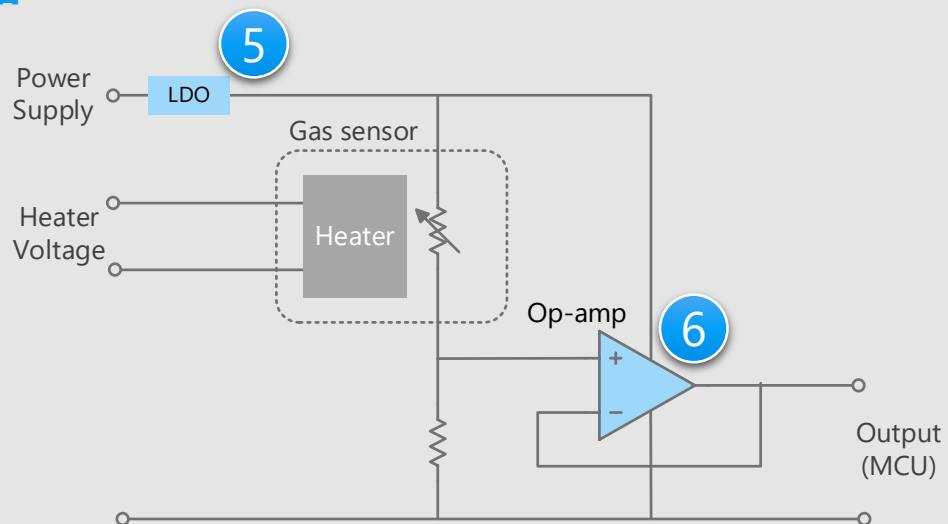 5
Power
Supply
LDO
Gas sensor
Heater
Voltage
Heater
Op-amp
6
+
−
Output
(MCU)